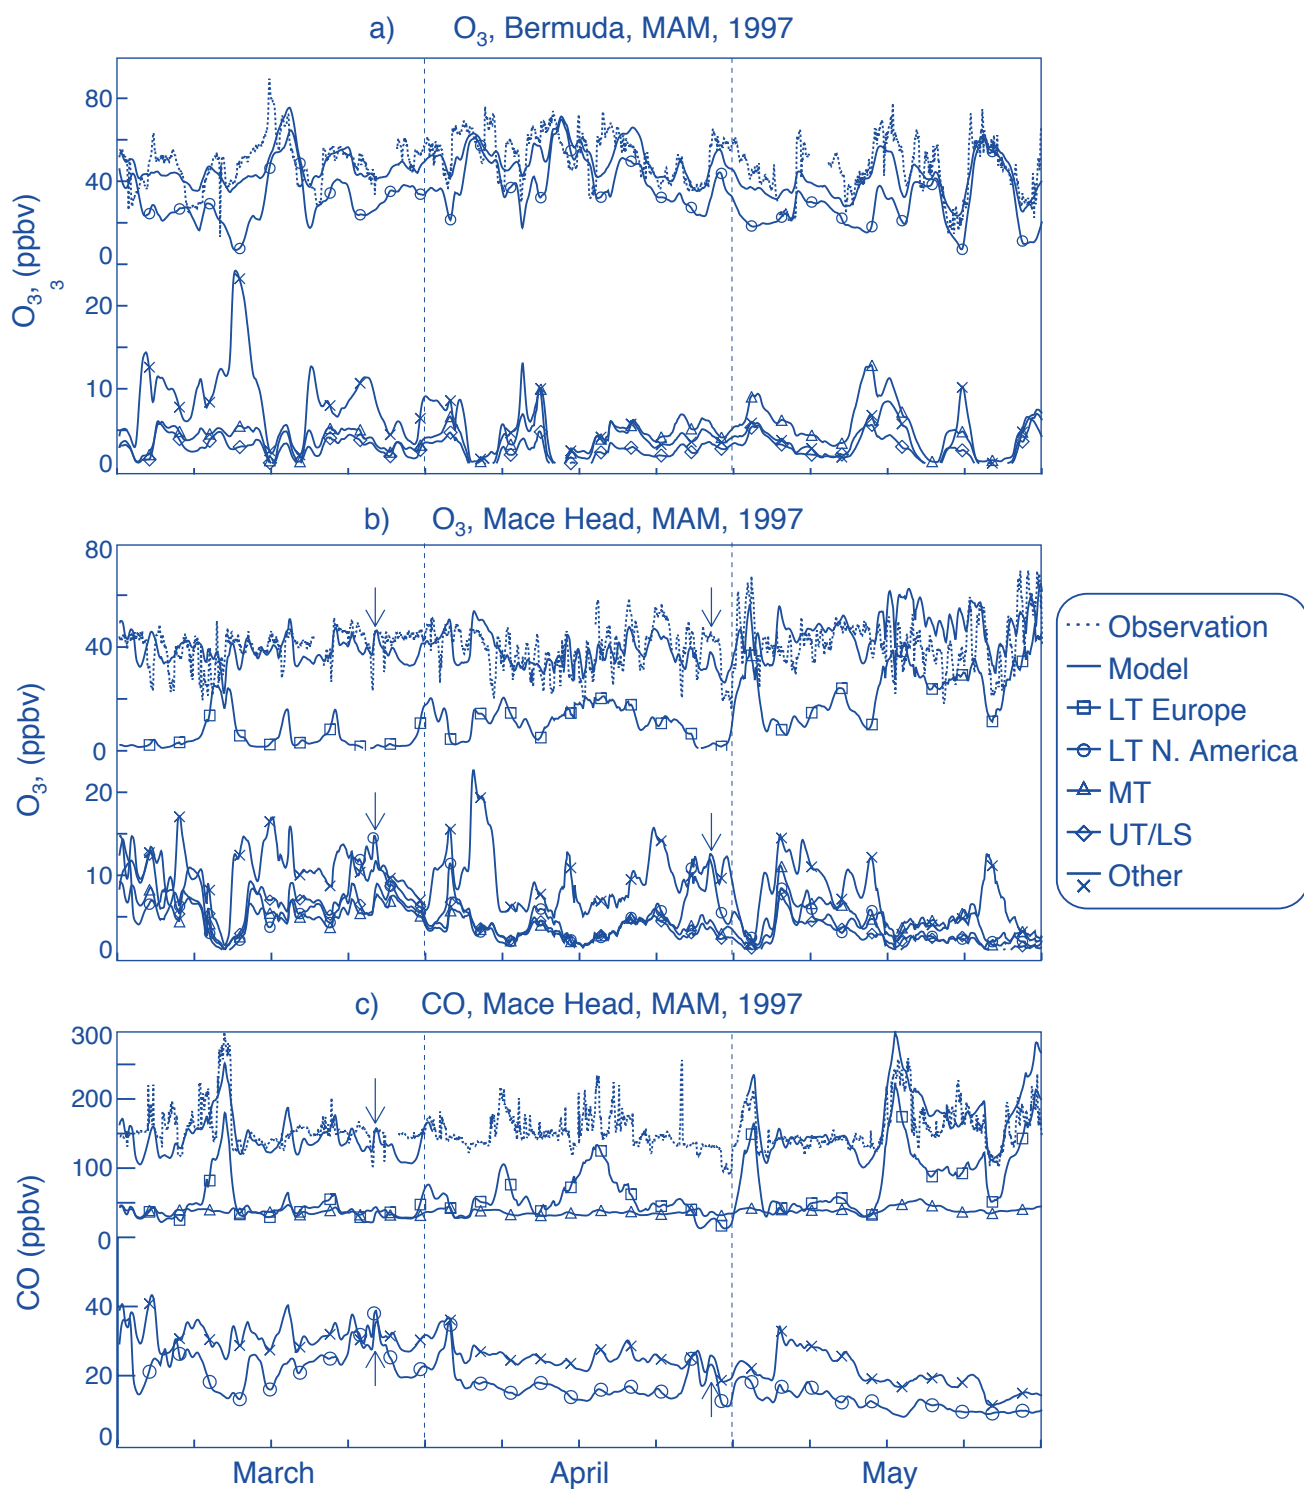 a) O3, Bermuda, MAM, 1997
O3, (ppbv)
3
80
40
0
20
10
0
b) O3, Mace Head, MAM, 1997
O3, (ppbv)
80
40
0
20
10
0
Observation
Model
LT Europe
LT N. America
MT
UT/LS
Other
c) CO, Mace Head, MAM, 1997
CO (ppbv)
300
200
100
0
40
20
0
March April May